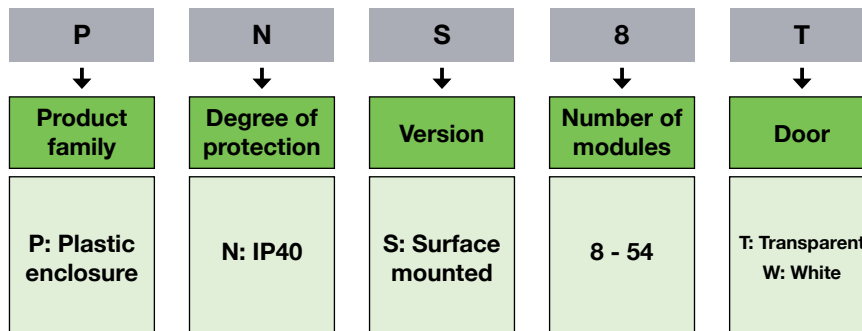 P N S 8 T
Product family
Degree of protection
Version
Number of modules
Door
P: Plastic enclosure
N: IP40
S: Surface mounted
8 - 54
T: Transparent
W: White